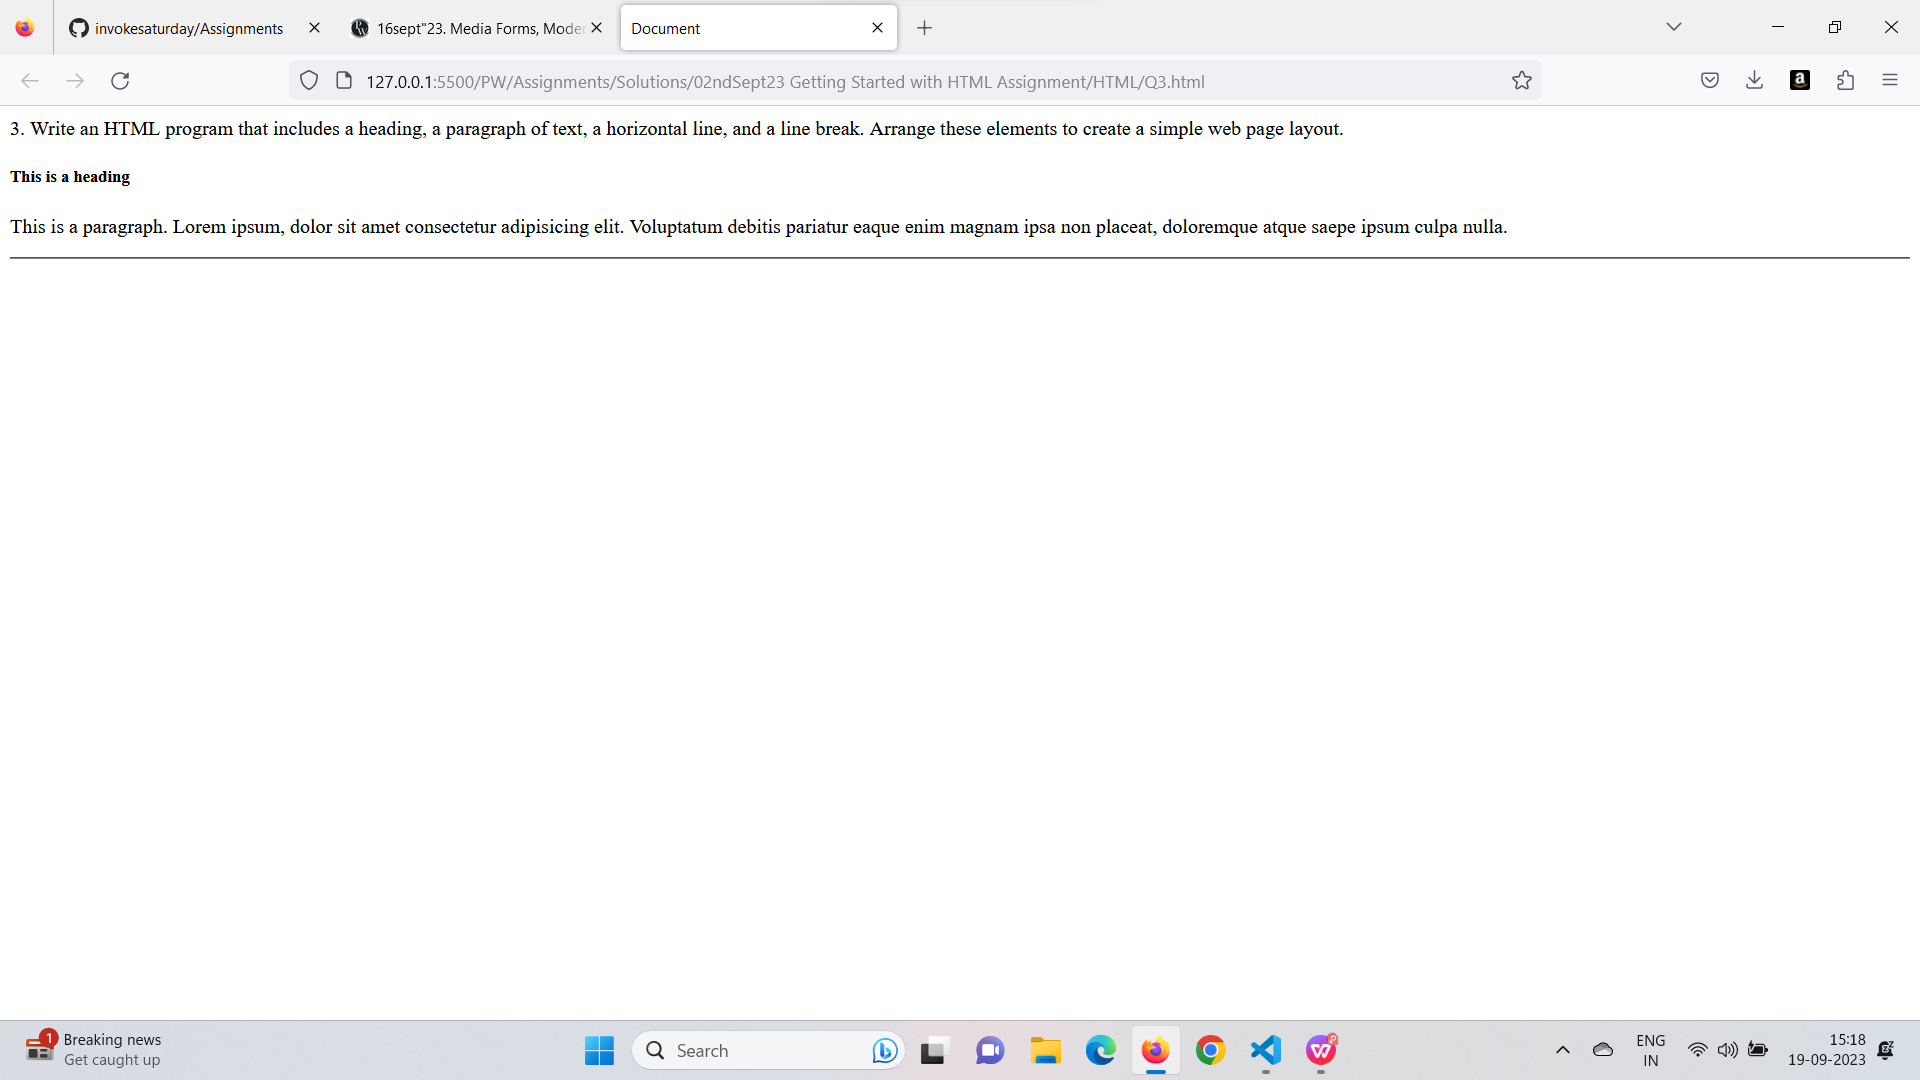 invokesaturday/Assignments
16sept"23. Media Forms, Moder
Document
127.0.0.1:5500/PW/Assignments/Solutions/02ndSept23 Getting Started with HTML Assignment/HTML/Q3.html
3. Write an HTML program that includes a heading, a paragraph of text, a horizontal line, and a line break. Arrange these elements to create a simple web page layout.
This is a heading
This is a paragraph. Lorem ipsum, dolor sit amet consectetur adipisicing elit. Voluptatum debitis pariatur eaque enim magnam ipsa non placeat, doloremque atque saepe ipsum culpa nulla.
1
Breaking news
Get caught up
Search
ENG
IN
15:18
19-09-2023